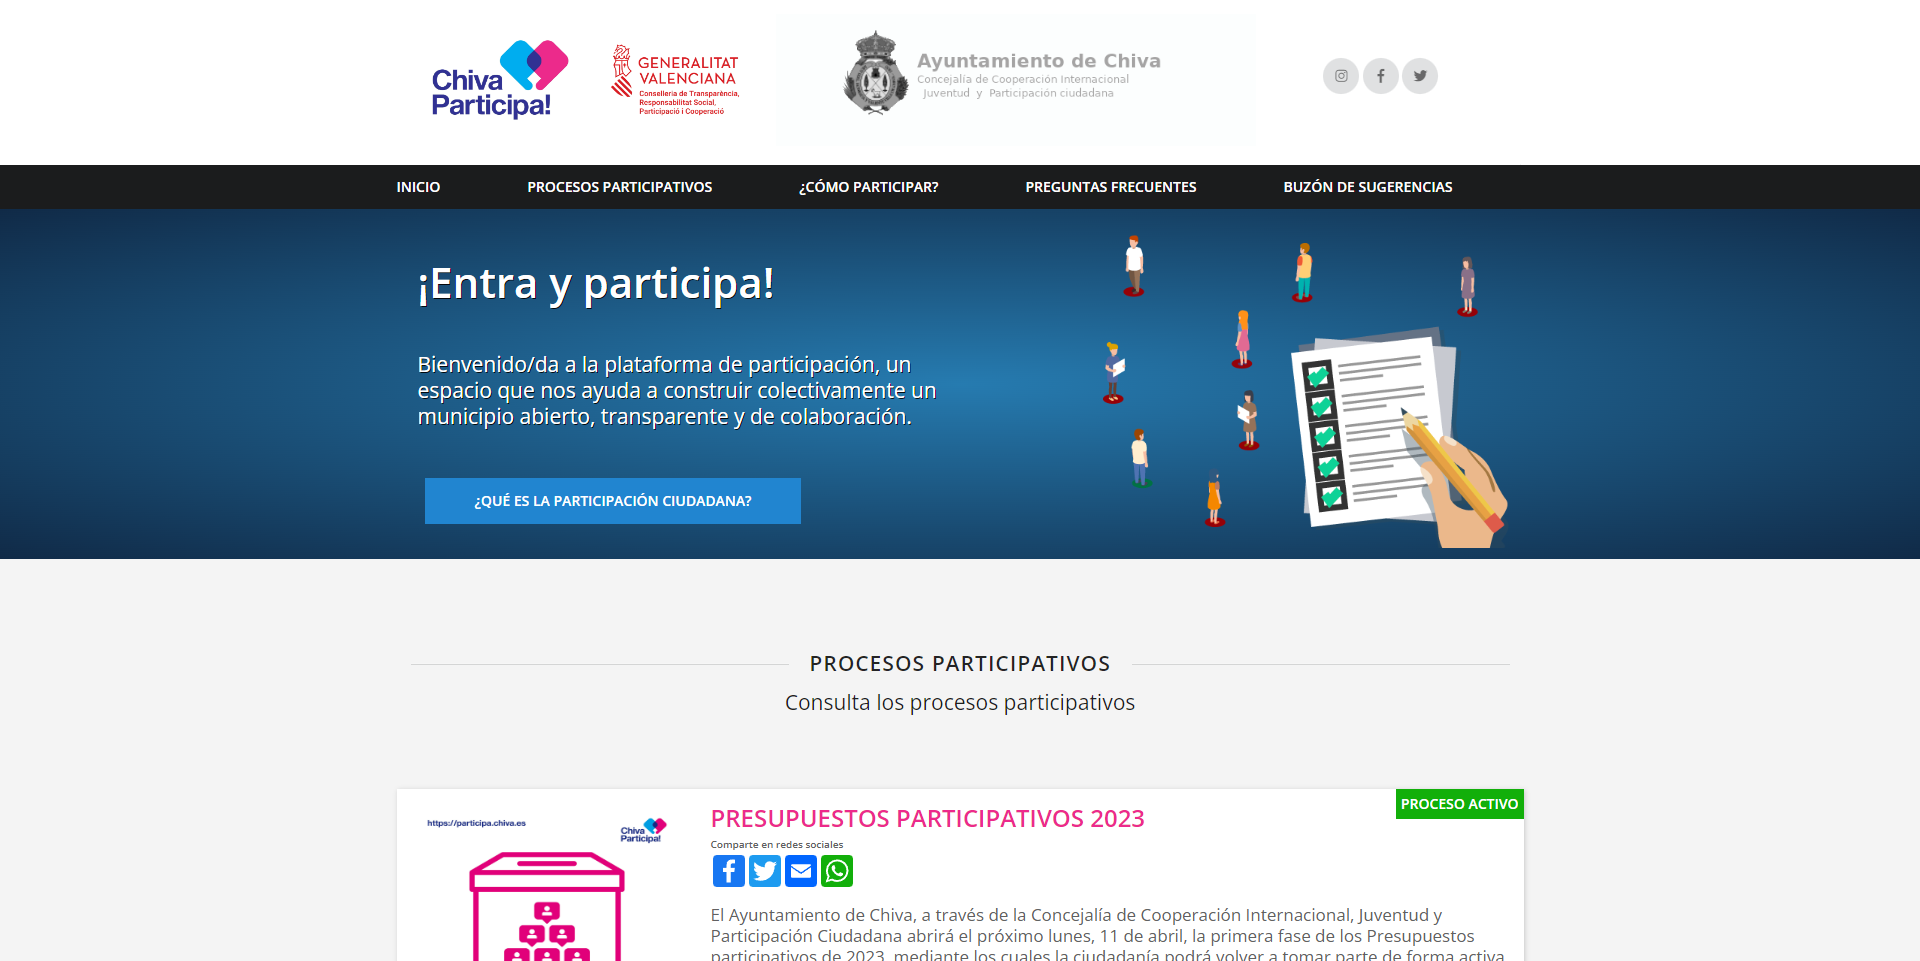 Chiva
Participa!
GENERALITAT
VALENCIANA
Conselleria de Transparència,
Responsabilitat Social,
Participació i Cooperació
Ayuntamiento de Chiva
Concejalía de Cooperación Internacional
Juventud y Participación ciudadana
INICIO
PROCESOS PARTICIPATIVOS
¿CÓMO PARTICIPAR?
PREGUNTAS FRECUENTES
BUZÓN DE SUGERENCIAS
¡Entra y participa!
Bienvenido/da a la plataforma de participación, un
espacio que nos ayuda a construir colectivamente un
municipio abierto, transparente y de colaboración.
¿QUÉ ES LA PARTICIPACIÓN CIUDADANA?
PROCESOS PARTICIPATIVOS
Consulta los procesos participativos
https://participa.chiva.es
Chiva
Participa!
PRESUPUESTOS PARTICIPATIVOS 2023
PROCESO ACTIVO
Comparte en redes sociales
El Ayuntamiento de Chiva, a través de la Concejalía de Cooperación Internacional, Juventud y
Participación Ciudadana abrirá el próximo lunes, 11 de abril, la primera fase de los Presupuestos
participativos de 2023, mediante los cuales la ciudadanía podrá volver a tomar parte de forma activa